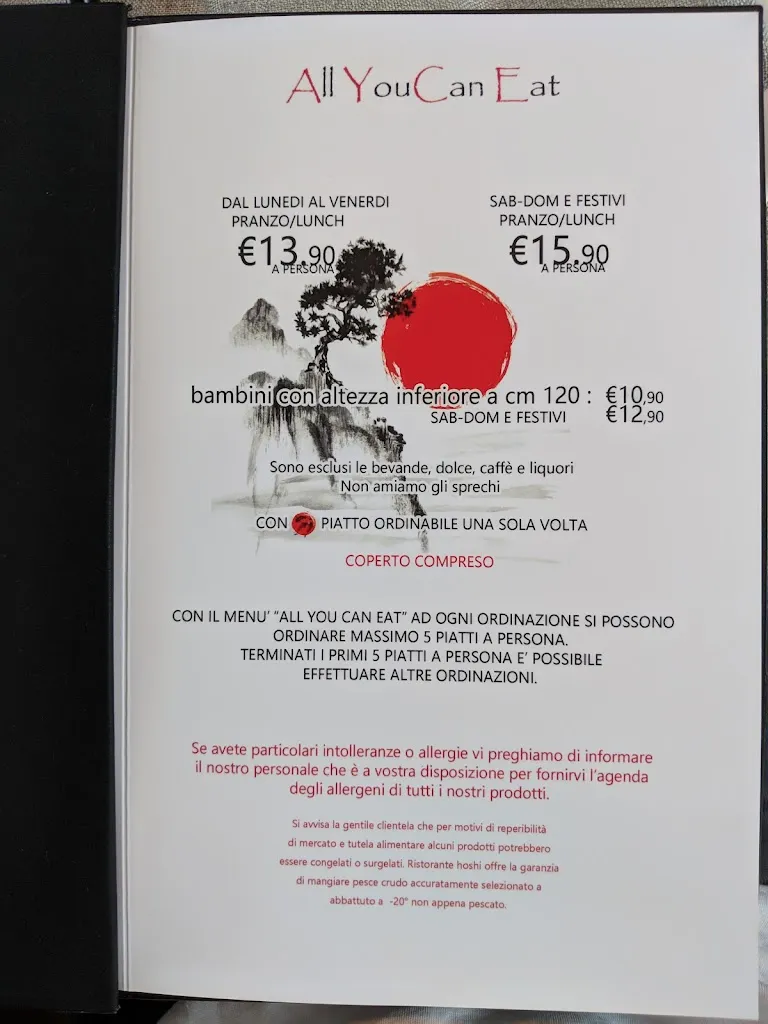 All You Can Eat
DAL LUNEDI AL VENERDI
PRANZO/LUNCH
€13.90
A PERSONA
SAB-DOM E FESTIVI
PRANZO/LUNCH
€15.90
A PERSONA
bambini con altezza inferiore a cm 120 : €10,90
SAB-DOM E FESTIVI €12,90
Sono esclusi le bevande, dolce, caffè e liquori
Non amiamo gli sprechi
CON PIATTO ORDINABILE UNA SOLA VOLTA
COPERTO COMPRESO
CON IL MENU' “ALL YOU CAN EAT” AD OGNI ORDINAZIONE SI POSSONO
ORDINARE MASSIMO 5 PIATTI A PERSONA.
TERMINATI I PRIMI 5 PIATTI A PERSONA E' POSSIBILE
EFFETTUARE ALTRE ORDINAZIONI.
Se avete particolari intolleranze o allergie vi preghiamo di informare
il nostro personale che è a vostra disposizione per fornirvi l'agenda
degli allergeni di tutti i nostri prodotti.
Si avvisa la gentile clientela che per motivi di reperibilità
di mercato e tutela alimentare alcuni prodotti potrebbero
essere congelati o surgelati. Ristorante hoshi offre la garanzia
di mangiare pesce crudo accuratamente selezionato a
abbattuto a -20° non appena pescato.